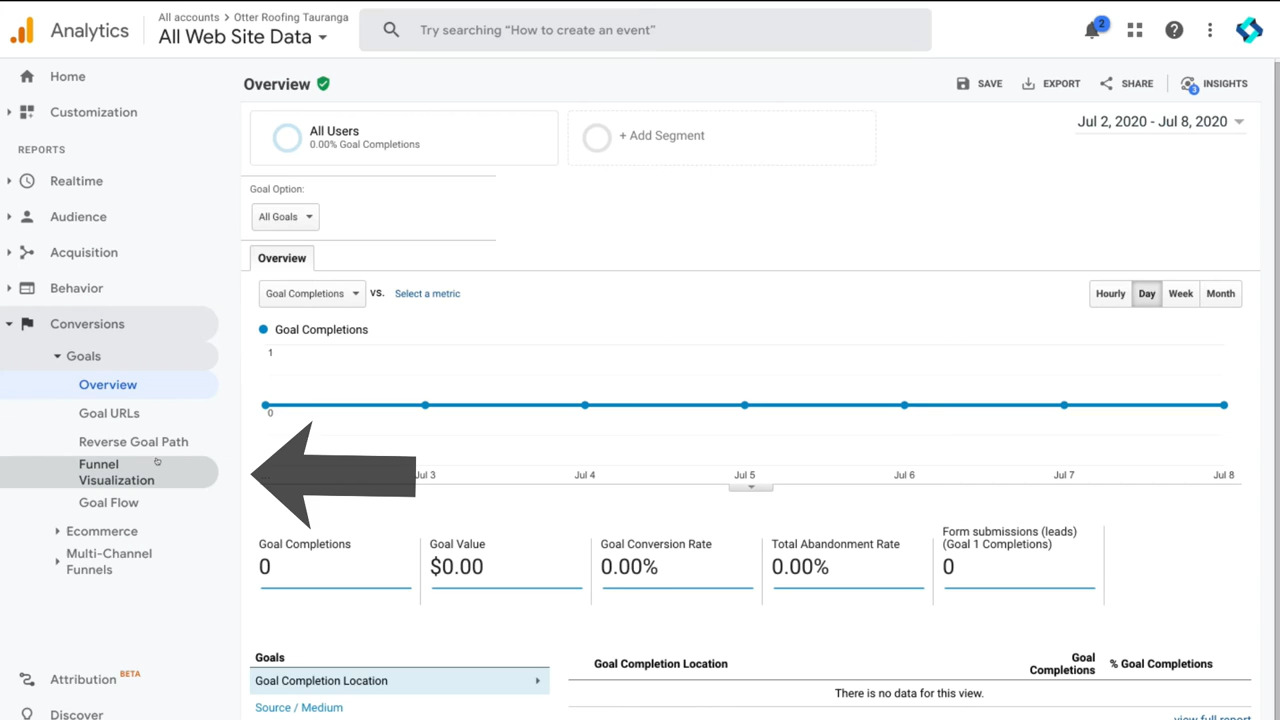 Analytics
All accounts > Otter Roofing Tauranga
All Web Site Data
Try searching “How to create an event”
2
Home
Customization
REPORTS
Realtime
Audience
Acquisition
Behavior
Conversions
Goals
Overview
Goal URLs
Reverse Goal Path
Funnel
Visualization
Goal Flow
Ecommerce
Multi-Channel
Funnels
Attribution BETA
Discover
Overview
SAVE
EXPORT
SHARE
3
INSIGHTS
All Users
0.00% Goal Completions
+ Add Segment
Jul 2, 2020 - Jul 8, 2020
Goal Option:
All Goals
Overview
Goal Completions
VS.
Select a metric
Hourly
Day
Week
Month
Goal Completions
1
0
...
Jul 3
Jul 4
Jul 5
Jul 6
Jul 7
Jul 8
Goal Completions
0
Goal Value
$0.00
Goal Conversion Rate
0.00%
Total Abandonment Rate
0.00%
Form submissions (leads)
(Goal 1 Completions)
0
Goals
Goal Completion Location
Source / Medium
Goal Completion Location
Goal
Completions
% Goal Completions
There is no data for this view.
view full report